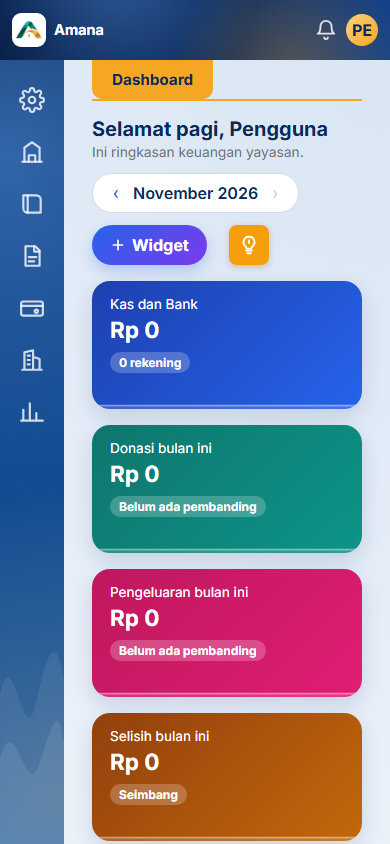 Amana
PE
Dashboard
Selamat pagi, Pengguna
Ini ringkasan keuangan yayasan.
‹ November 2026 ›
+ Widget
Kas dan Bank
Rp 0
0 rekening
Donasi bulan ini
Rp 0
Belum ada pembanding
Pengeluaran bulan ini
Rp 0
Belum ada pembanding
Selisih bulan ini
Rp 0
Seimbang